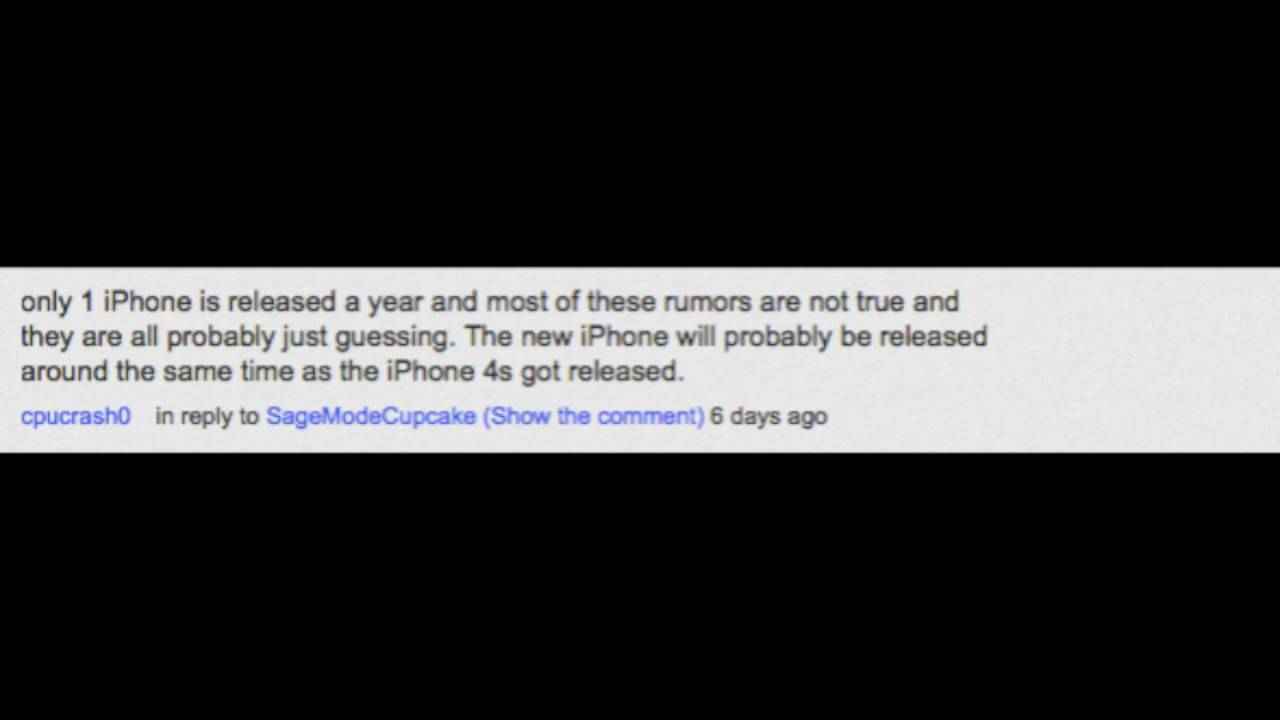 only 1 iPhone is released a year and most of these rumors are not true and
they are all probably just guessing. The new iPhone will probably be released
around the same time as the iPhone 4s got released.
cpucrash0 in reply to SageModeCupcake (Show the comment) 6 days ago